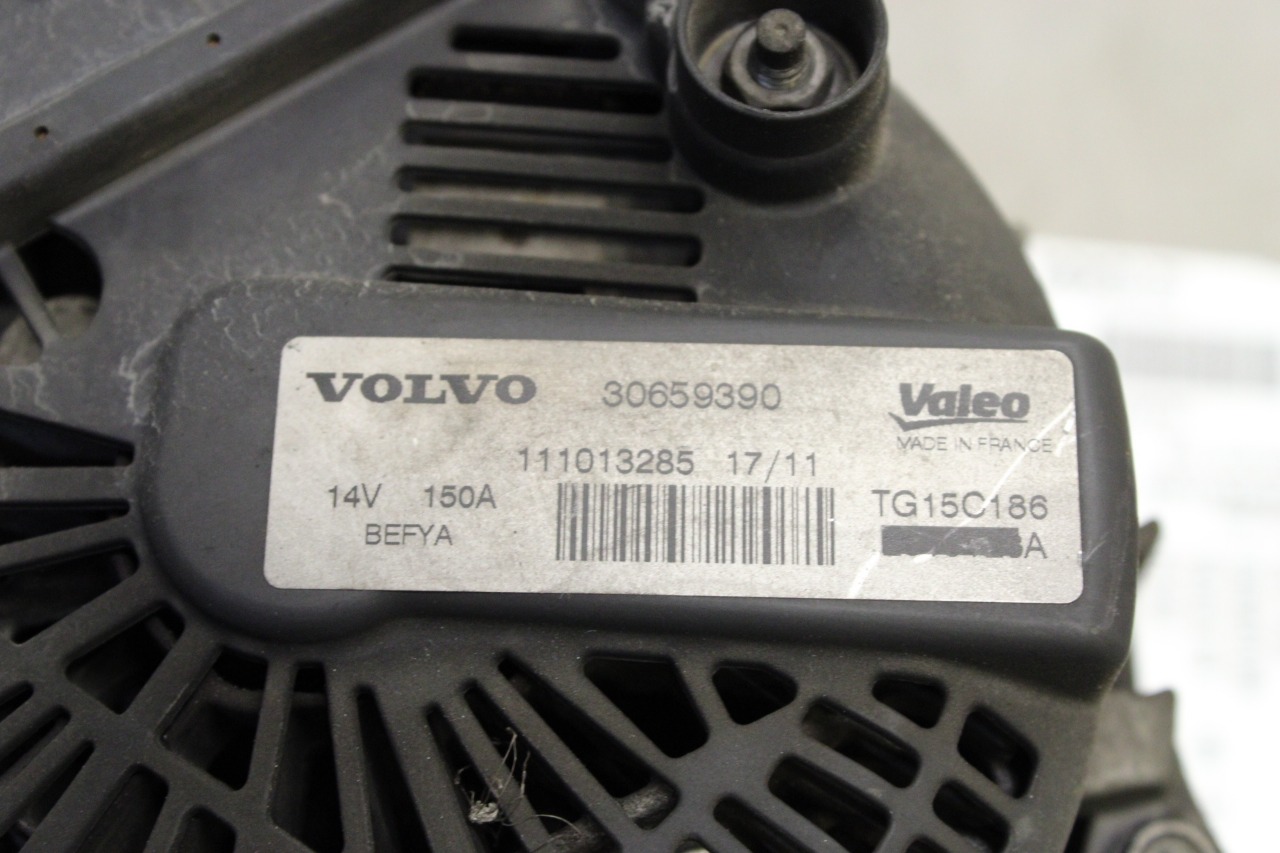 VOLVO 30659390 Valeo
MADE IN FRANCE
111013285 17/11
14V 150A TG15C186
BEFYA